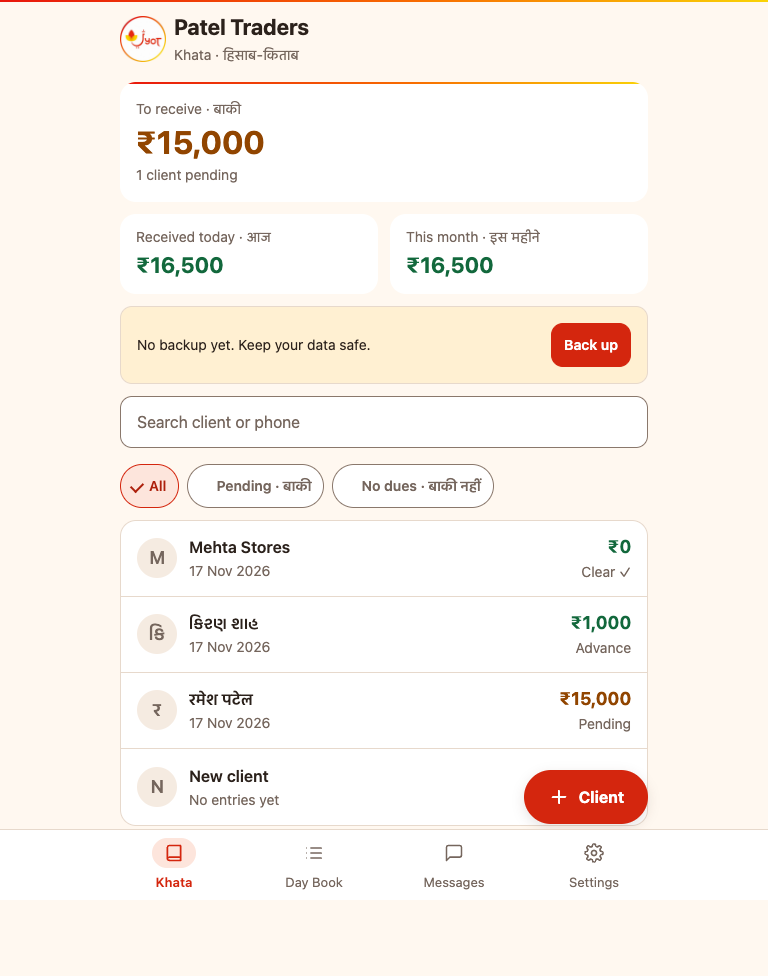 Jyot
Patel Traders
Khata · हिसाब-किताब
To receive · बाकी
₹15,000
1 client pending
Received today · आज
₹16,500
This month · इस महीने
₹16,500
No backup yet. Keep your data safe.
Back up
Search client or phone
All
Pending · बाकी
No dues · बाकी नहीं
M
Mehta Stores
17 Nov 2026
₹0
Clear ✓
કિ
કિરણ શાહ
17 Nov 2026
₹1,000
Advance
र
रमेश पटेल
17 Nov 2026
₹15,000
Pending
N
New client
No entries yet
+ Client
Khata
Day Book
Messages
Settings